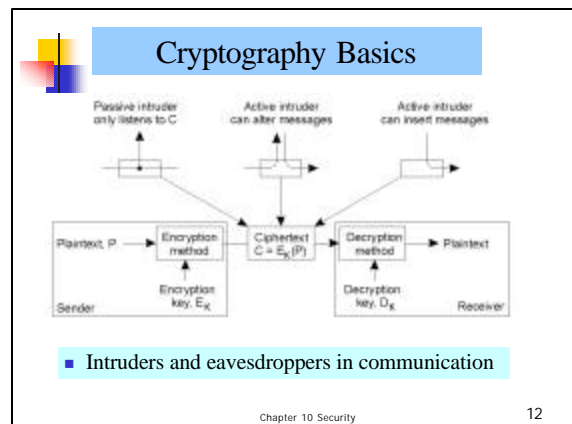 Cryptography Basics
Passive intruder
only listens to C
Active intruder
can alter messages
Active intruder
can insert messages
Plaintext, P
Encryption
method
Ciphertext
C = E_K(P)
Decryption
method
Plaintext
Encryption
key, E_K
Decryption
key, D_K
Sender
Receiver
Intruders and eavesdroppers in communication
Chapter 10 Security
12